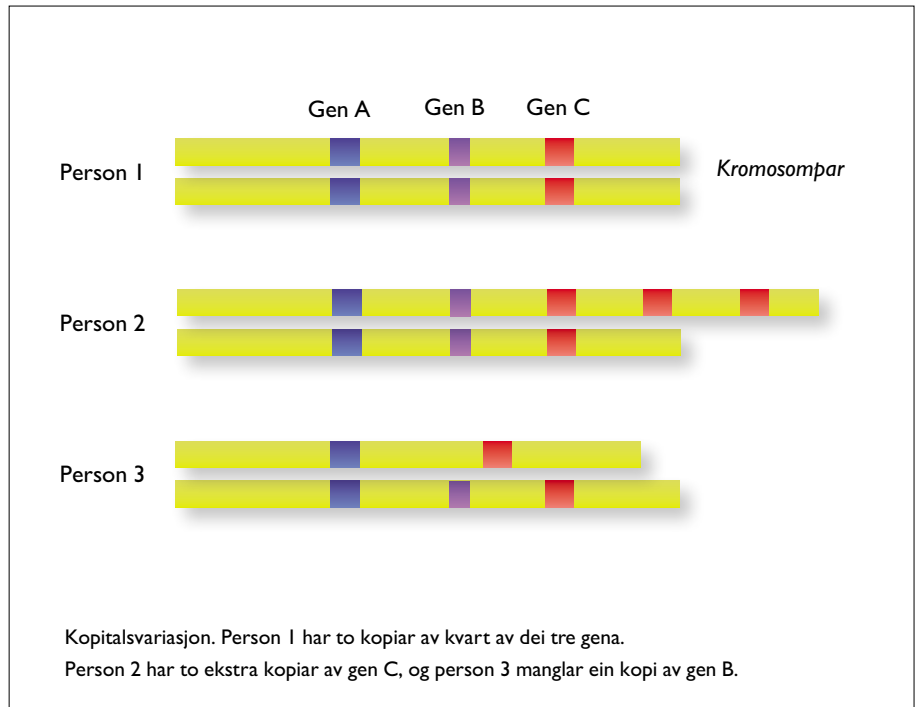 Gen A Gen B Gen C
Person 1
Kromosompar
Person 2
Person 3
Kopitalsvariasjon. Person 1 har to kopiar av kvart av dei tre gena.
Person 2 har to ekstra kopiar av gen C, og person 3 manglar ein kopi av gen B.